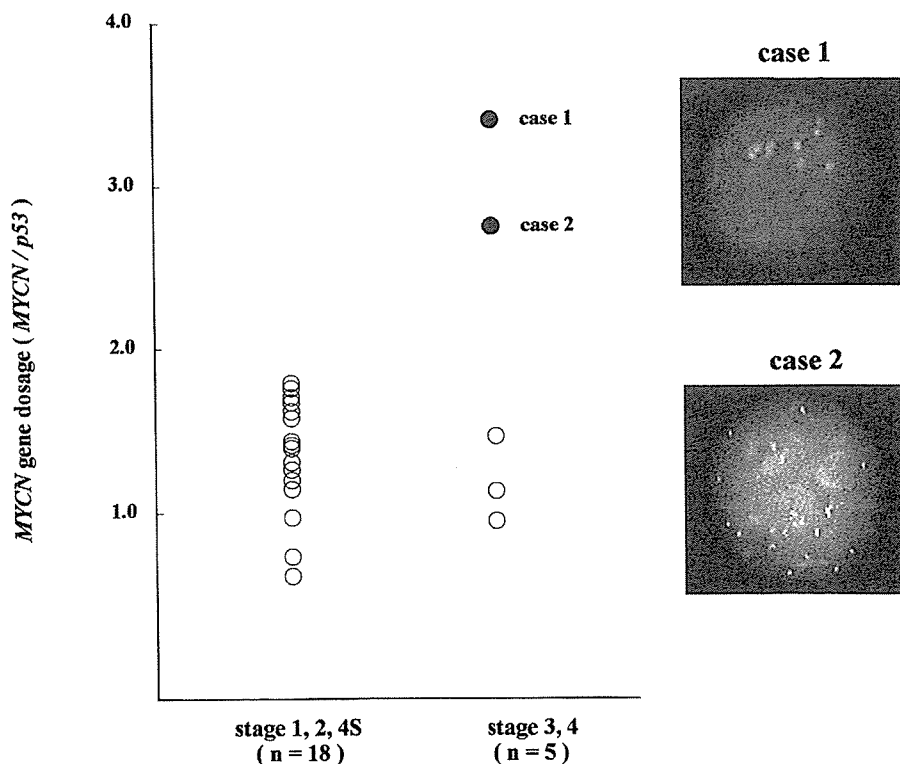 4.0
3.0
2.0
1.0
MYCN gene dosage ( MYCN / p53 )
case 1
case 2
stage 1, 2, 4S
( n = 18 )
stage 3, 4
( n = 5 )
case 1
case 2